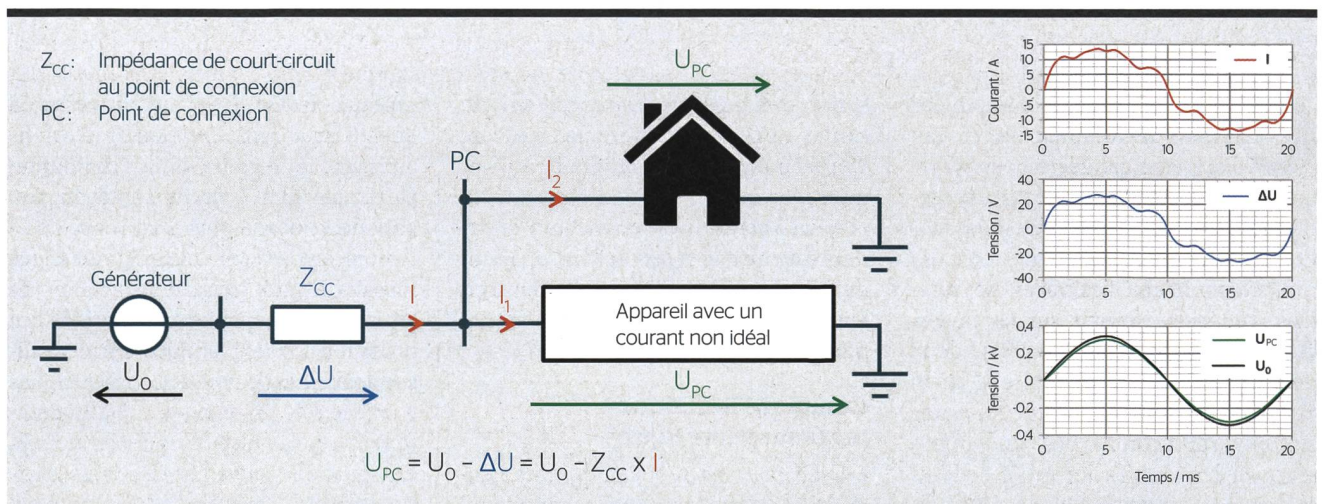 Z_CC: Impédance de court-circuit
au point de connexion
PC: Point de connexion
U_PC
PC
I_2
Générateur
Z_CC
I
I_1
Appareil avec un
courant non idéal
U_0
ΔU
U_PC
U_PC = U_0 - ΔU = U_0 - Z_CC x I
Courant / A
15
10
5
0
-5
-10
-15
I
0 5 10 15 20
Tension / V
40
20
0
-20
-40
ΔU
0 5 10 15 20
Tension / kV
0,4
0,2
0
-0,2
-0,4
U_PC
U_0
0 5 10 15 20
Temps / ms